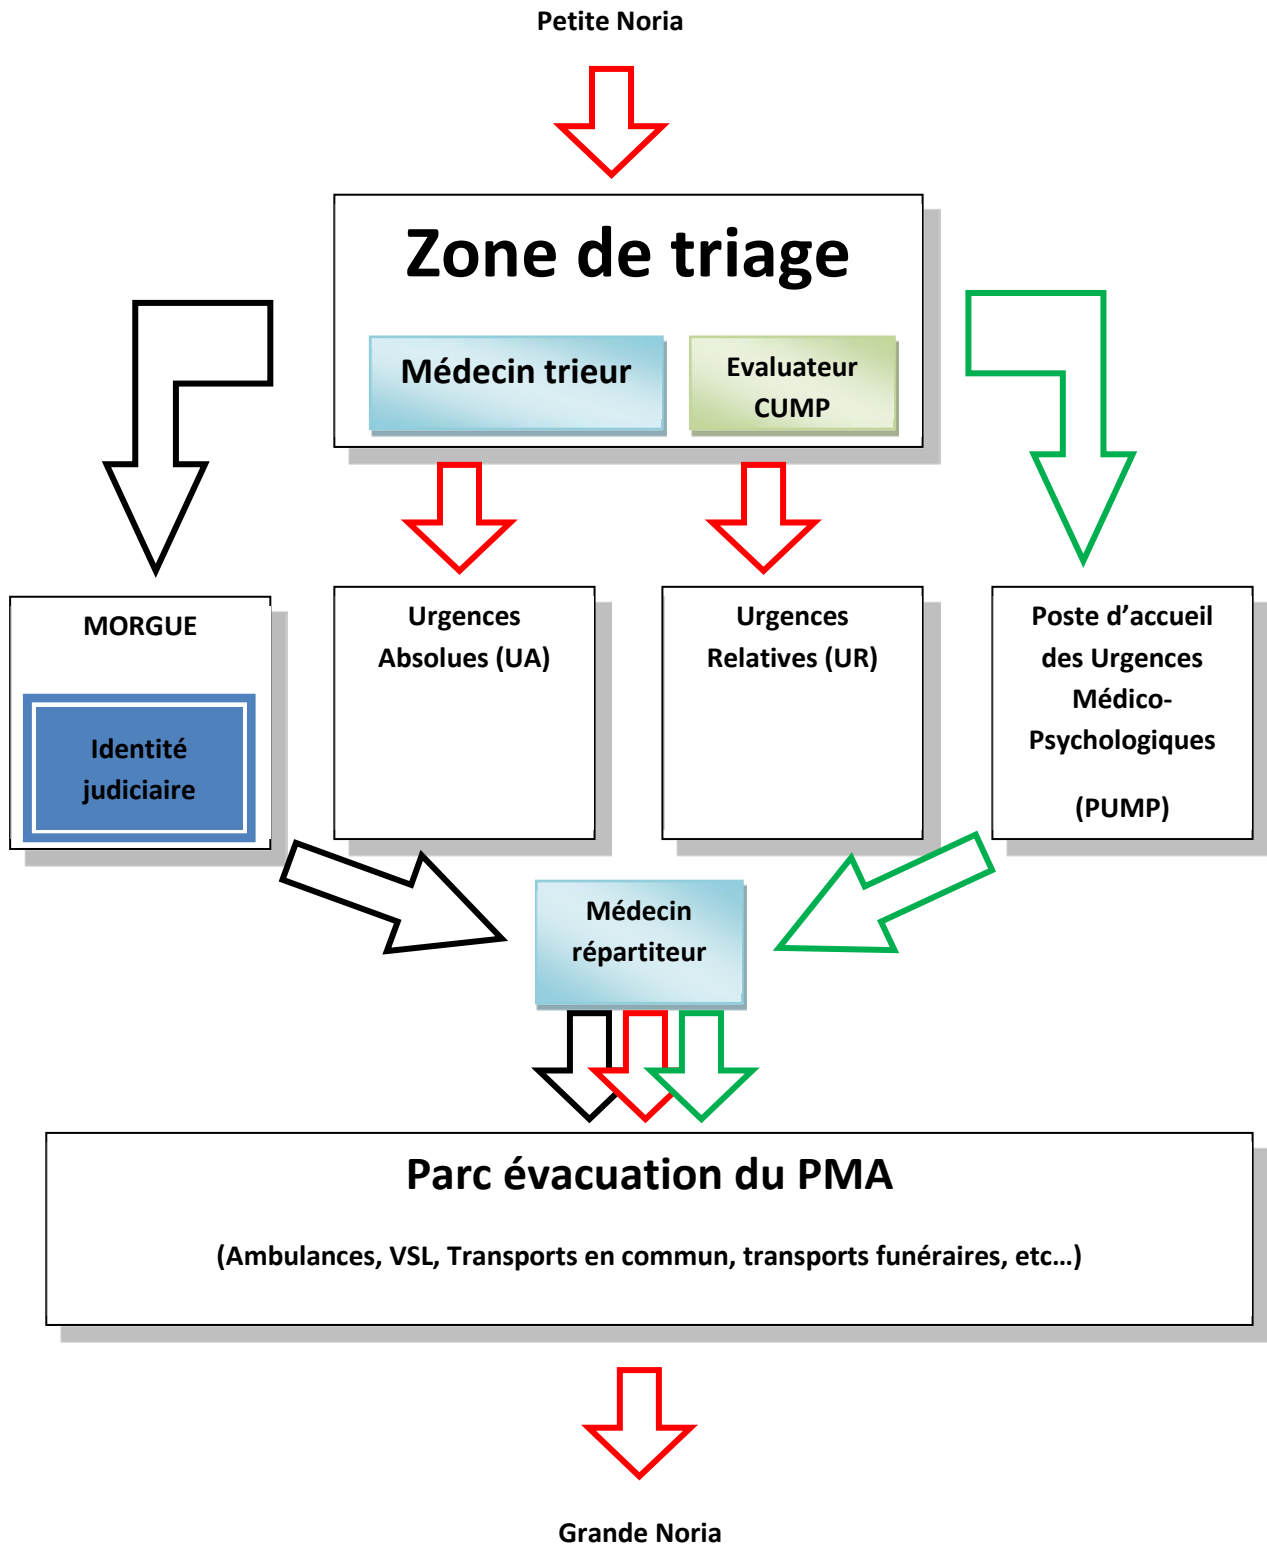 Petite Noria
Zone de triage
Médecin trieur
Evaluateur
CUMP
MORGUE
Identité
judiciaire
Urgences
Absolues (UA)
Urgences
Relatives (UR)
Poste d’accueil
des Urgences
Médico-
Psychologiques
(PUMP)
Médecin
répartiteur
Parc évacuation du PMA
(Ambulances, VSL, Transports en commun, transports funéraires, etc…)
Grande Noria